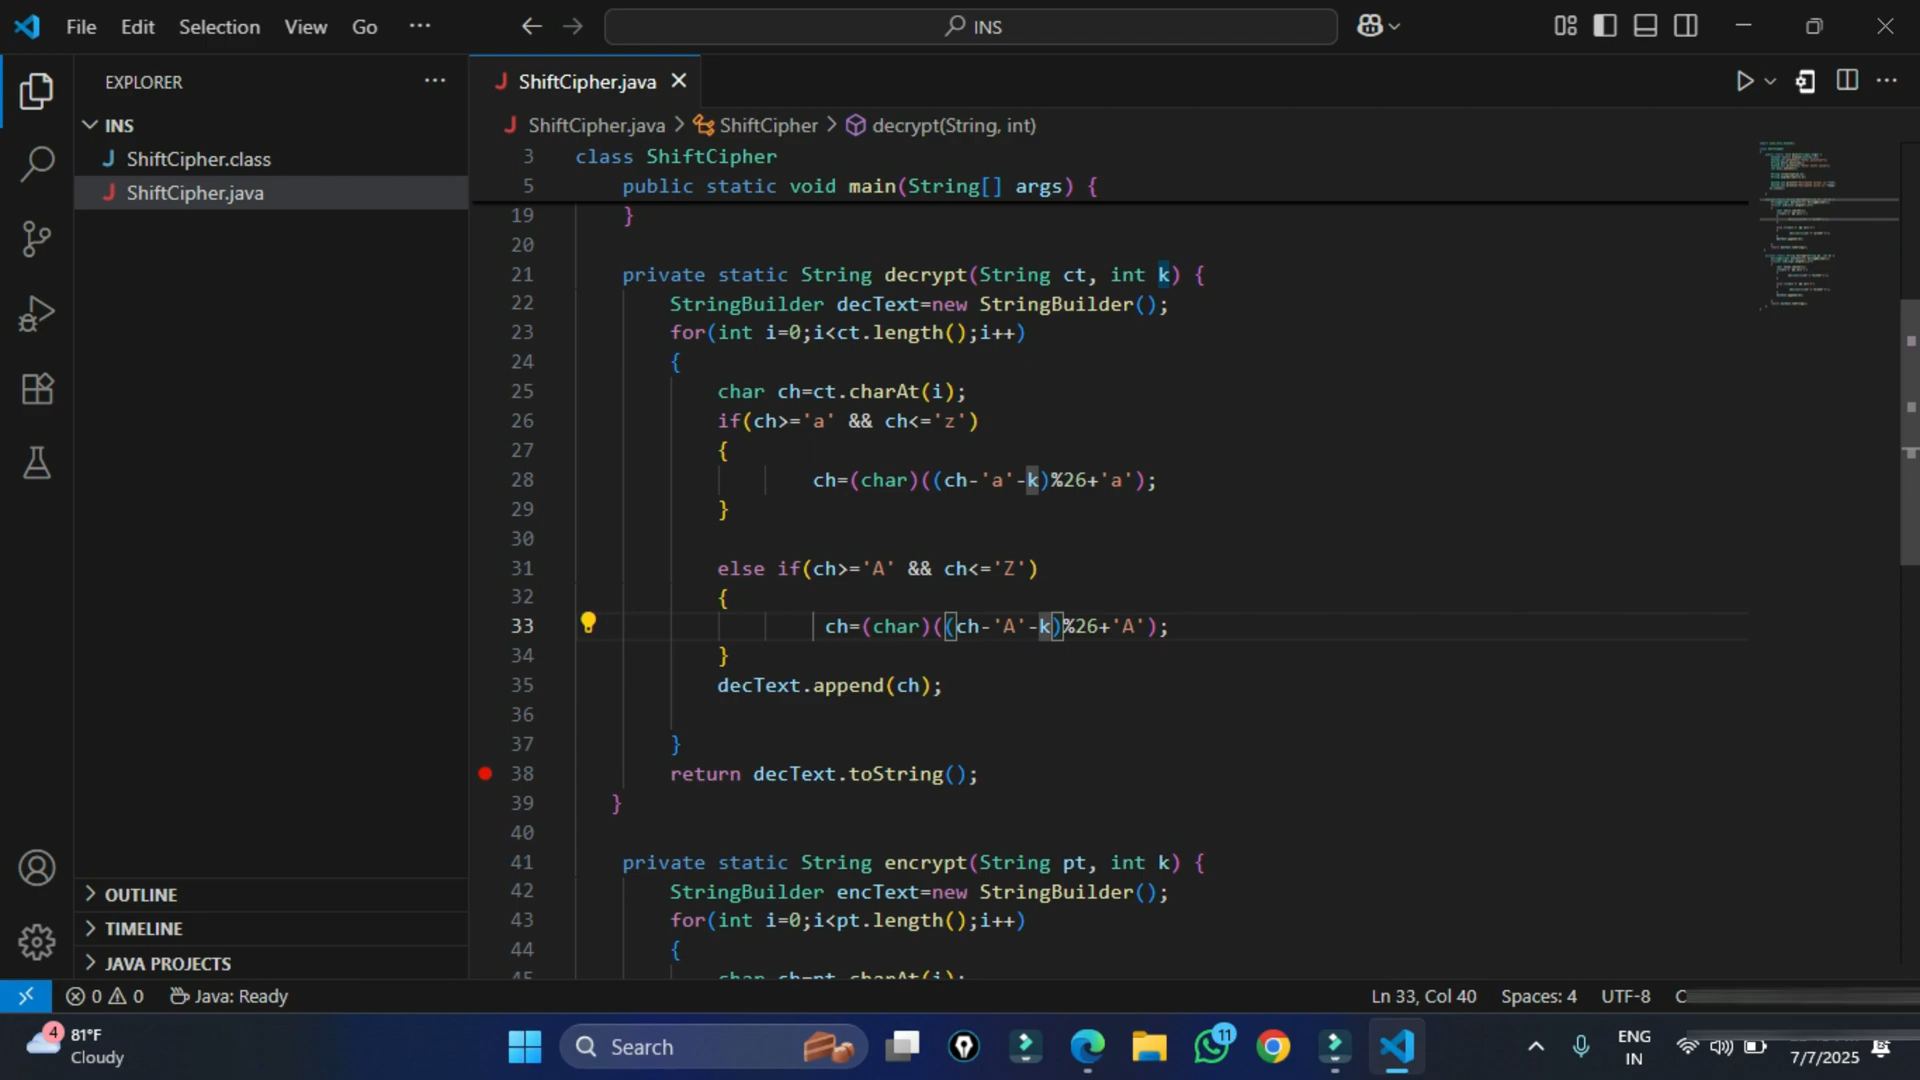 File Edit Selection View Go ···
INS
EXPLORER ···
INS
ShiftCipher.class
ShiftCipher.java
OUTLINE
TIMELINE
JAVA PROJECTS
ShiftCipher.java
ShiftCipher.java > ShiftCipher > decrypt(String, int)
3 class ShiftCipher
5 public static void main(String[] args) {
19 }
20
21 private static String decrypt(String ct, int k) {
22 StringBuilder decText=new StringBuilder();
23 for(int i=0;i<ct.length();i++)
24 {
25 char ch=ct.charAt(i);
26 if(ch>='a' && ch<='z')
27 {
28 ch=(char)((ch-'a'-k)%26+'a');
29 }
30
31 else if(ch>='A' && ch<='Z')
32 {
33 ch=(char)((ch-'A'-k)%26+'A');
34 }
35 decText.append(ch);
36
37 }
38 return decText.toString();
39 }
40
41 private static String encrypt(String pt, int k) {
42 StringBuilder encText=new StringBuilder();
43 for(int i=0;i<pt.length();i++)
44 {
45 char ch=pt.charAt(i);
0 0 Java: Ready
Ln 33, Col 40 Spaces: 4 UTF-8
4
81°F
Cloudy
Search
11
ENG
IN
7/7/2025